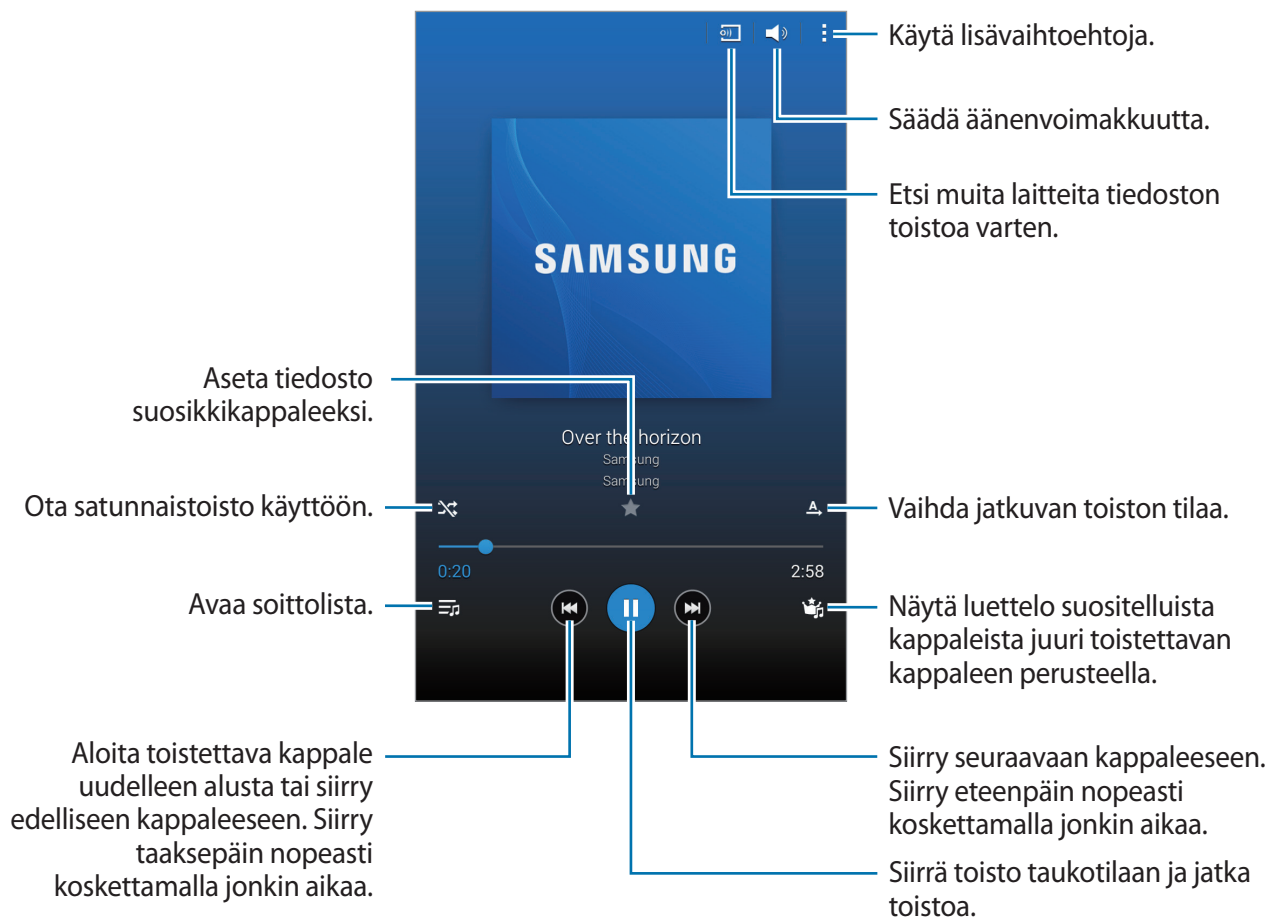 Käytä lisävaihtoehtoja.
Säädä äänenvoimakkuutta.
Etsi muita laitteita tiedoston
toistoa varten.
SAMSUNG
Aseta tiedosto
suosikkikappaleeksi.
Over the horizon
Samsung
Samsung
Ota satunnaistoisto käyttöön.
A
Vaihda jatkuvan toiston tilaa.
0:20
2:58
Avaa soittolista.
Näytä luettelo suositelluista
kappaleista juuri toistettavan
kappaleen perusteella.
Aloita toistettava kappale
uudelleen alusta tai siirry
edelliseen kappaleeseen. Siirry
taaksepäin nopeasti
koskettamalla jonkin aikaa.
Siirry seuraavaan kappaleeseen.
Siirry eteenpäin nopeasti
koskettamalla jonkin aikaa.
Siirrä toisto taukotilaan ja jatka
toistoa.